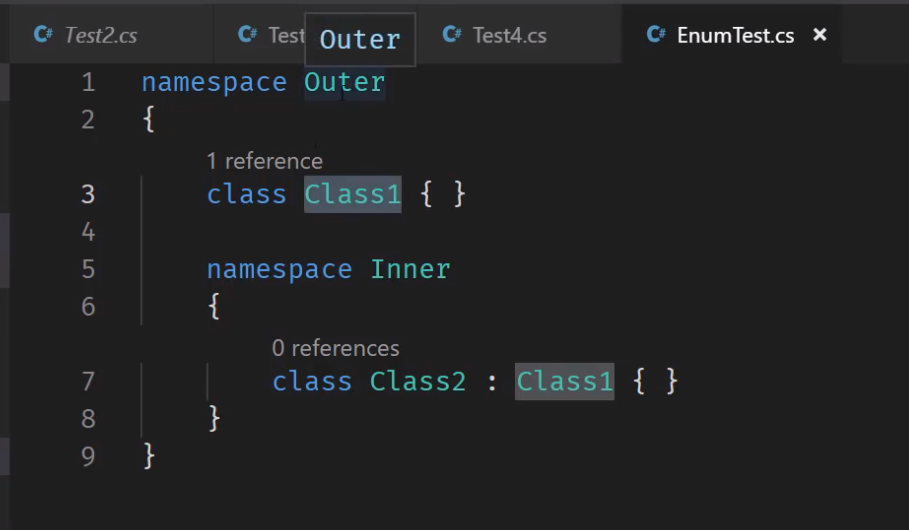 Test2.cs
Test
Outer
Test4.cs
EnumTest.cs ×
1 namespace Outer
2 {
1 reference
3 class Class1 { }
4
5 namespace Inner
6 {
0 references
7 class Class2 : Class1 { }
8 }
9 }